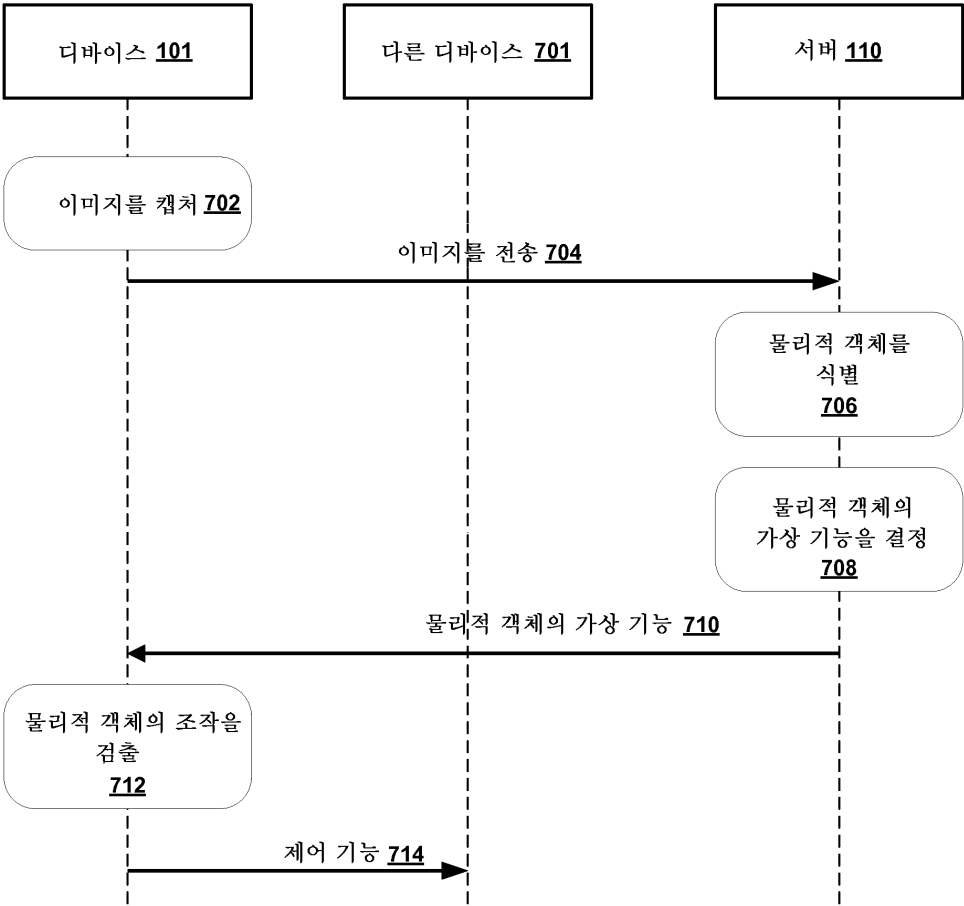 디바이스 101
다른 디바이스 701
서버 110
이미지를 캡처 702
이미지를 전송 704
물리적 객체를
식별
706
물리적 객체의
가상 기능을 결정
708
물리적 객체의 가상 기능 710
물리적 객체의 조작을
검출
712
제어 기능 714